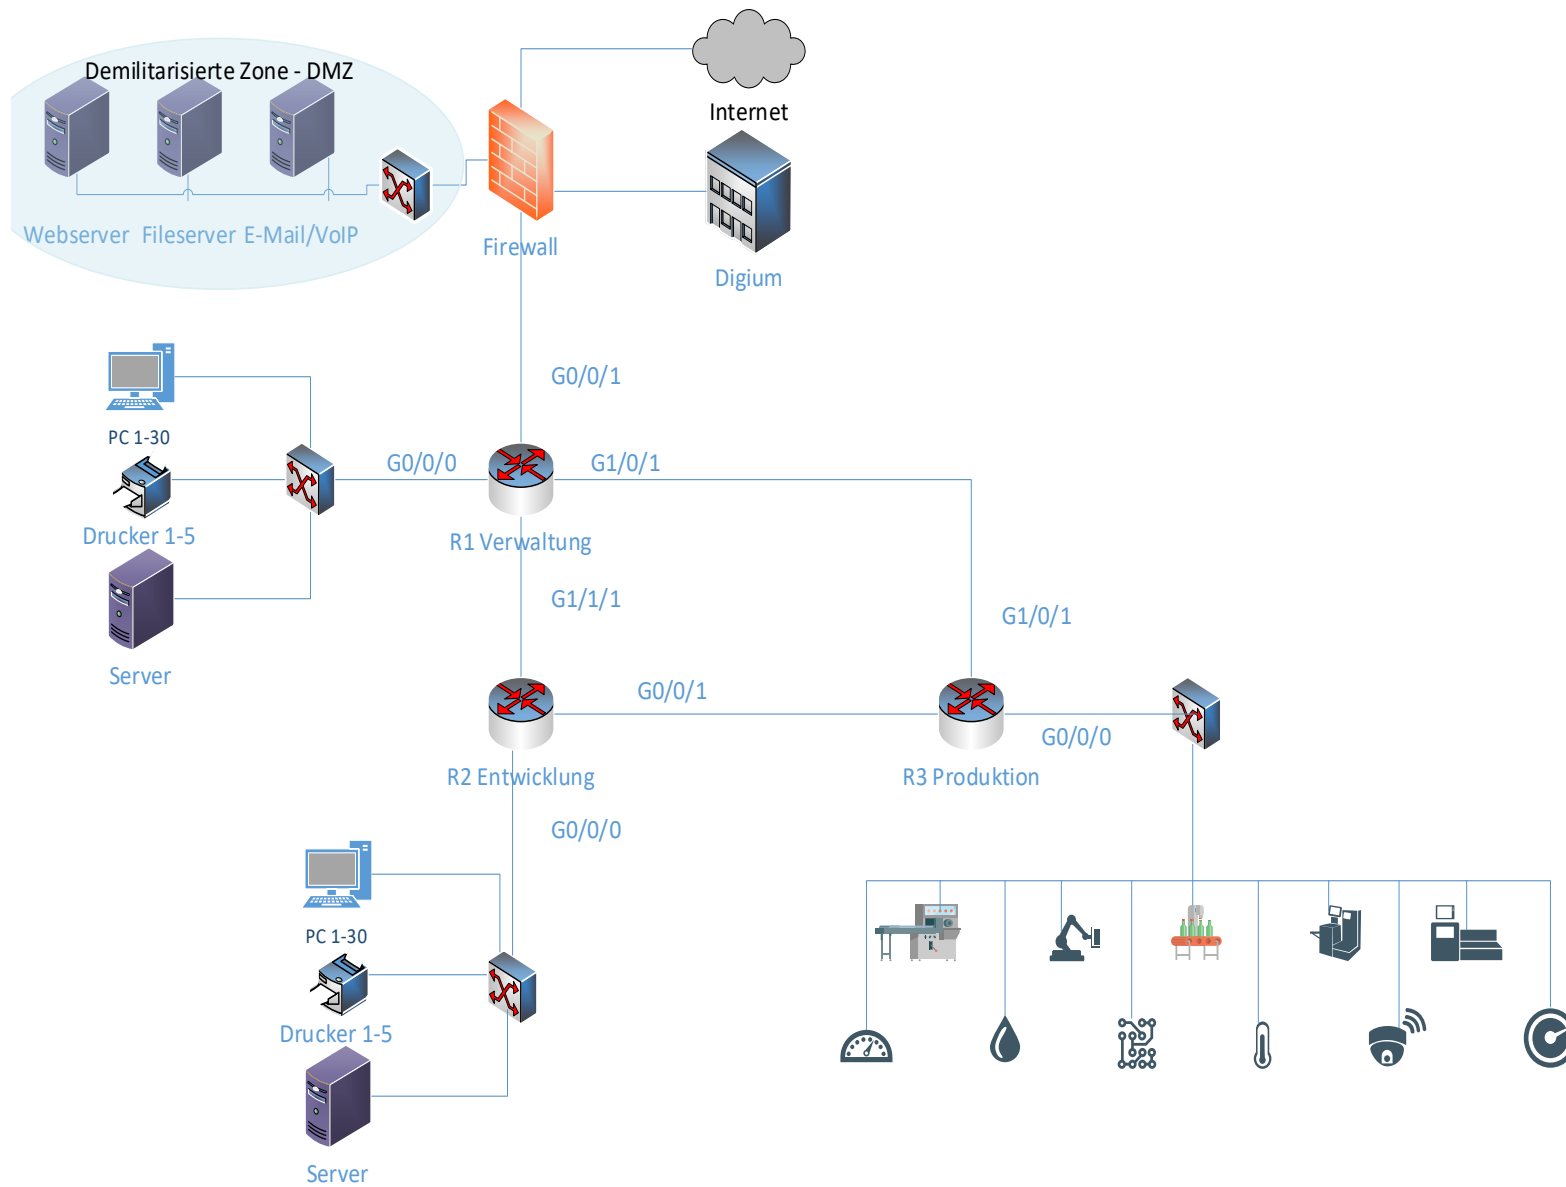 Demilitarisierte Zone - DMZ
Internet
Webserver
Fileserver
E-Mail/VoIP
Firewall
Digium
G0/0/1
PC 1-30
G0/0/0
G1/0/1
Drucker 1-5
R1 Verwaltung
G1/1/1
G1/0/1
Server
G0/0/1
G0/0/0
R2 Entwicklung
R3 Produktion
G0/0/0
PC 1-30
Drucker 1-5
Server